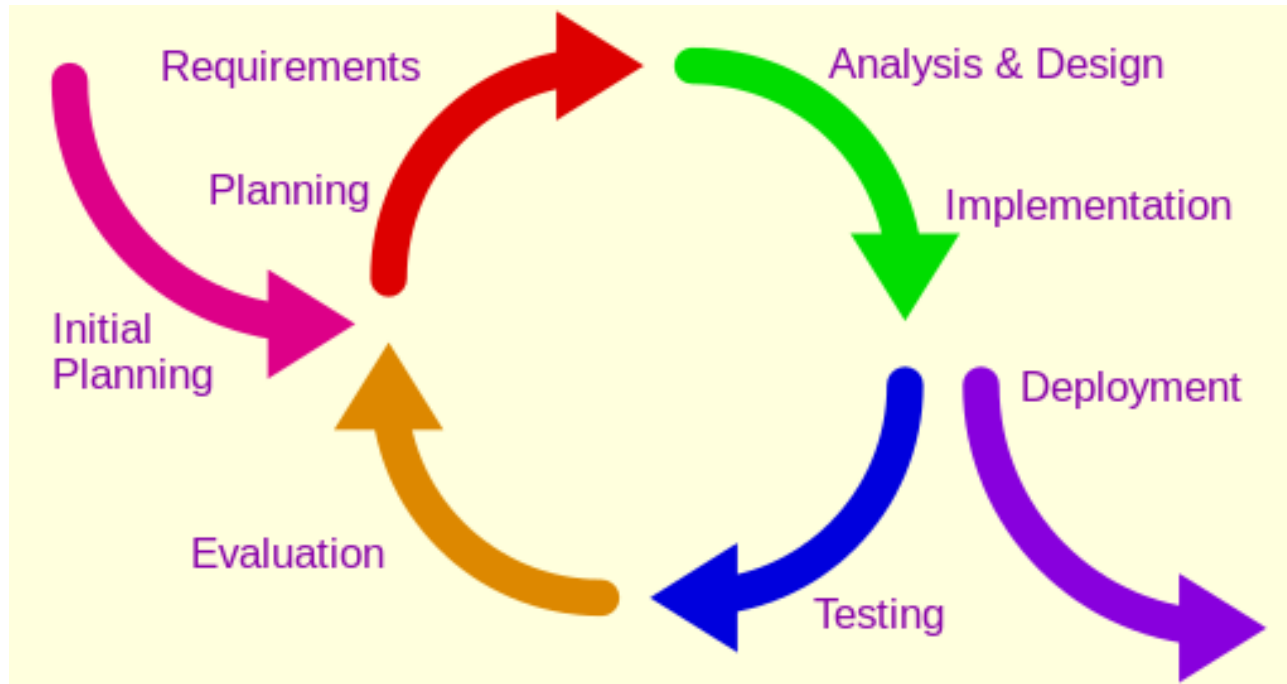 Requirements
Analysis & Design
Planning
Implementation
Initial
Planning
Deployment
Evaluation
Testing